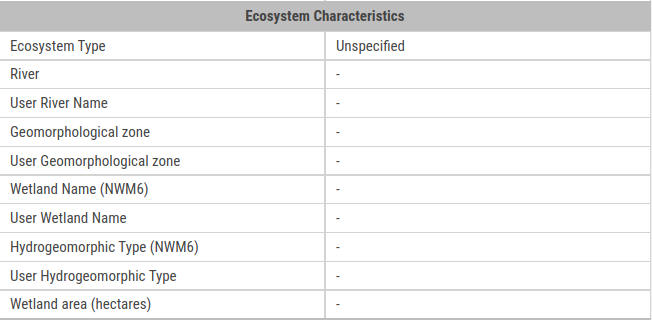 Ecosystem Characteristics
Ecosystem Type Unspecified
River -
User River Name -
Geomorphological zone -
User Geomorphological zone -
Wetland Name (NWM6) -
User Wetland Name -
Hydrogeomorphic Type (NWM6) -
User Hydrogeomorphic Type -
Wetland area (hectares) -